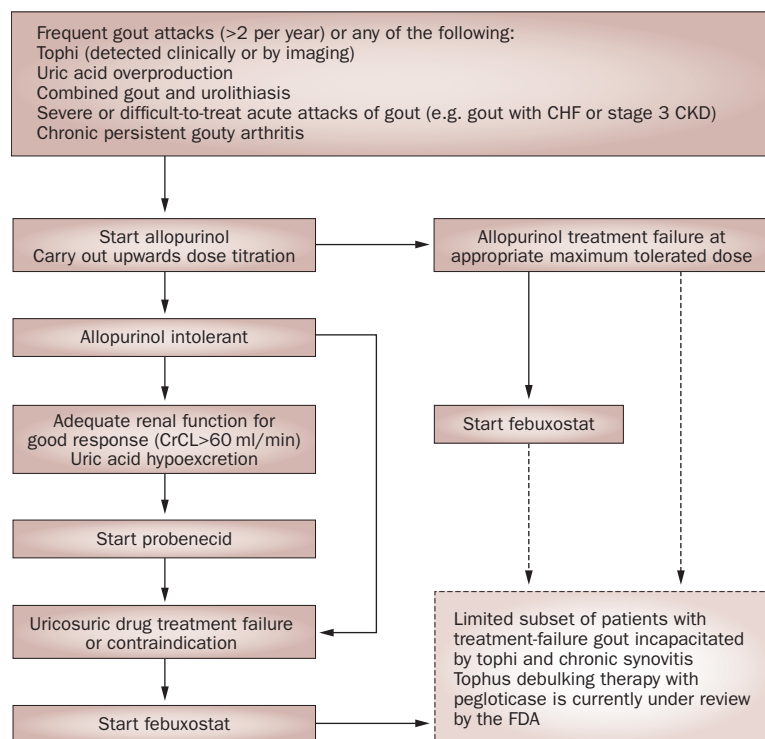 Frequent gout attacks (>2 per year) or any of the following:
Tophi (detected clinically or by imaging)
Uric acid overproduction
Combined gout and urolithiasis
Severe or difficult-to-treat acute attacks of gout (e.g. gout with CHF or stage 3 CKD)
Chronic persistent gouty arthritis
Start allopurinol
Carry out upwards dose titration
Allopurinol treatment failure at
appropriate maximum tolerated dose
Allopurinol intolerant
Adequate renal function for
good response (CrCL>60 ml/min)
Uric acid hypoexcretion
Start febuxostat
Start probenecid
Uricosuric drug treatment failure
or contraindication
Limited subset of patients with
treatment-failure gout incapacitated
by tophi and chronic synovitis
Tophus debulking therapy with
pegloticase is currently under review
by the FDA
Start febuxostat